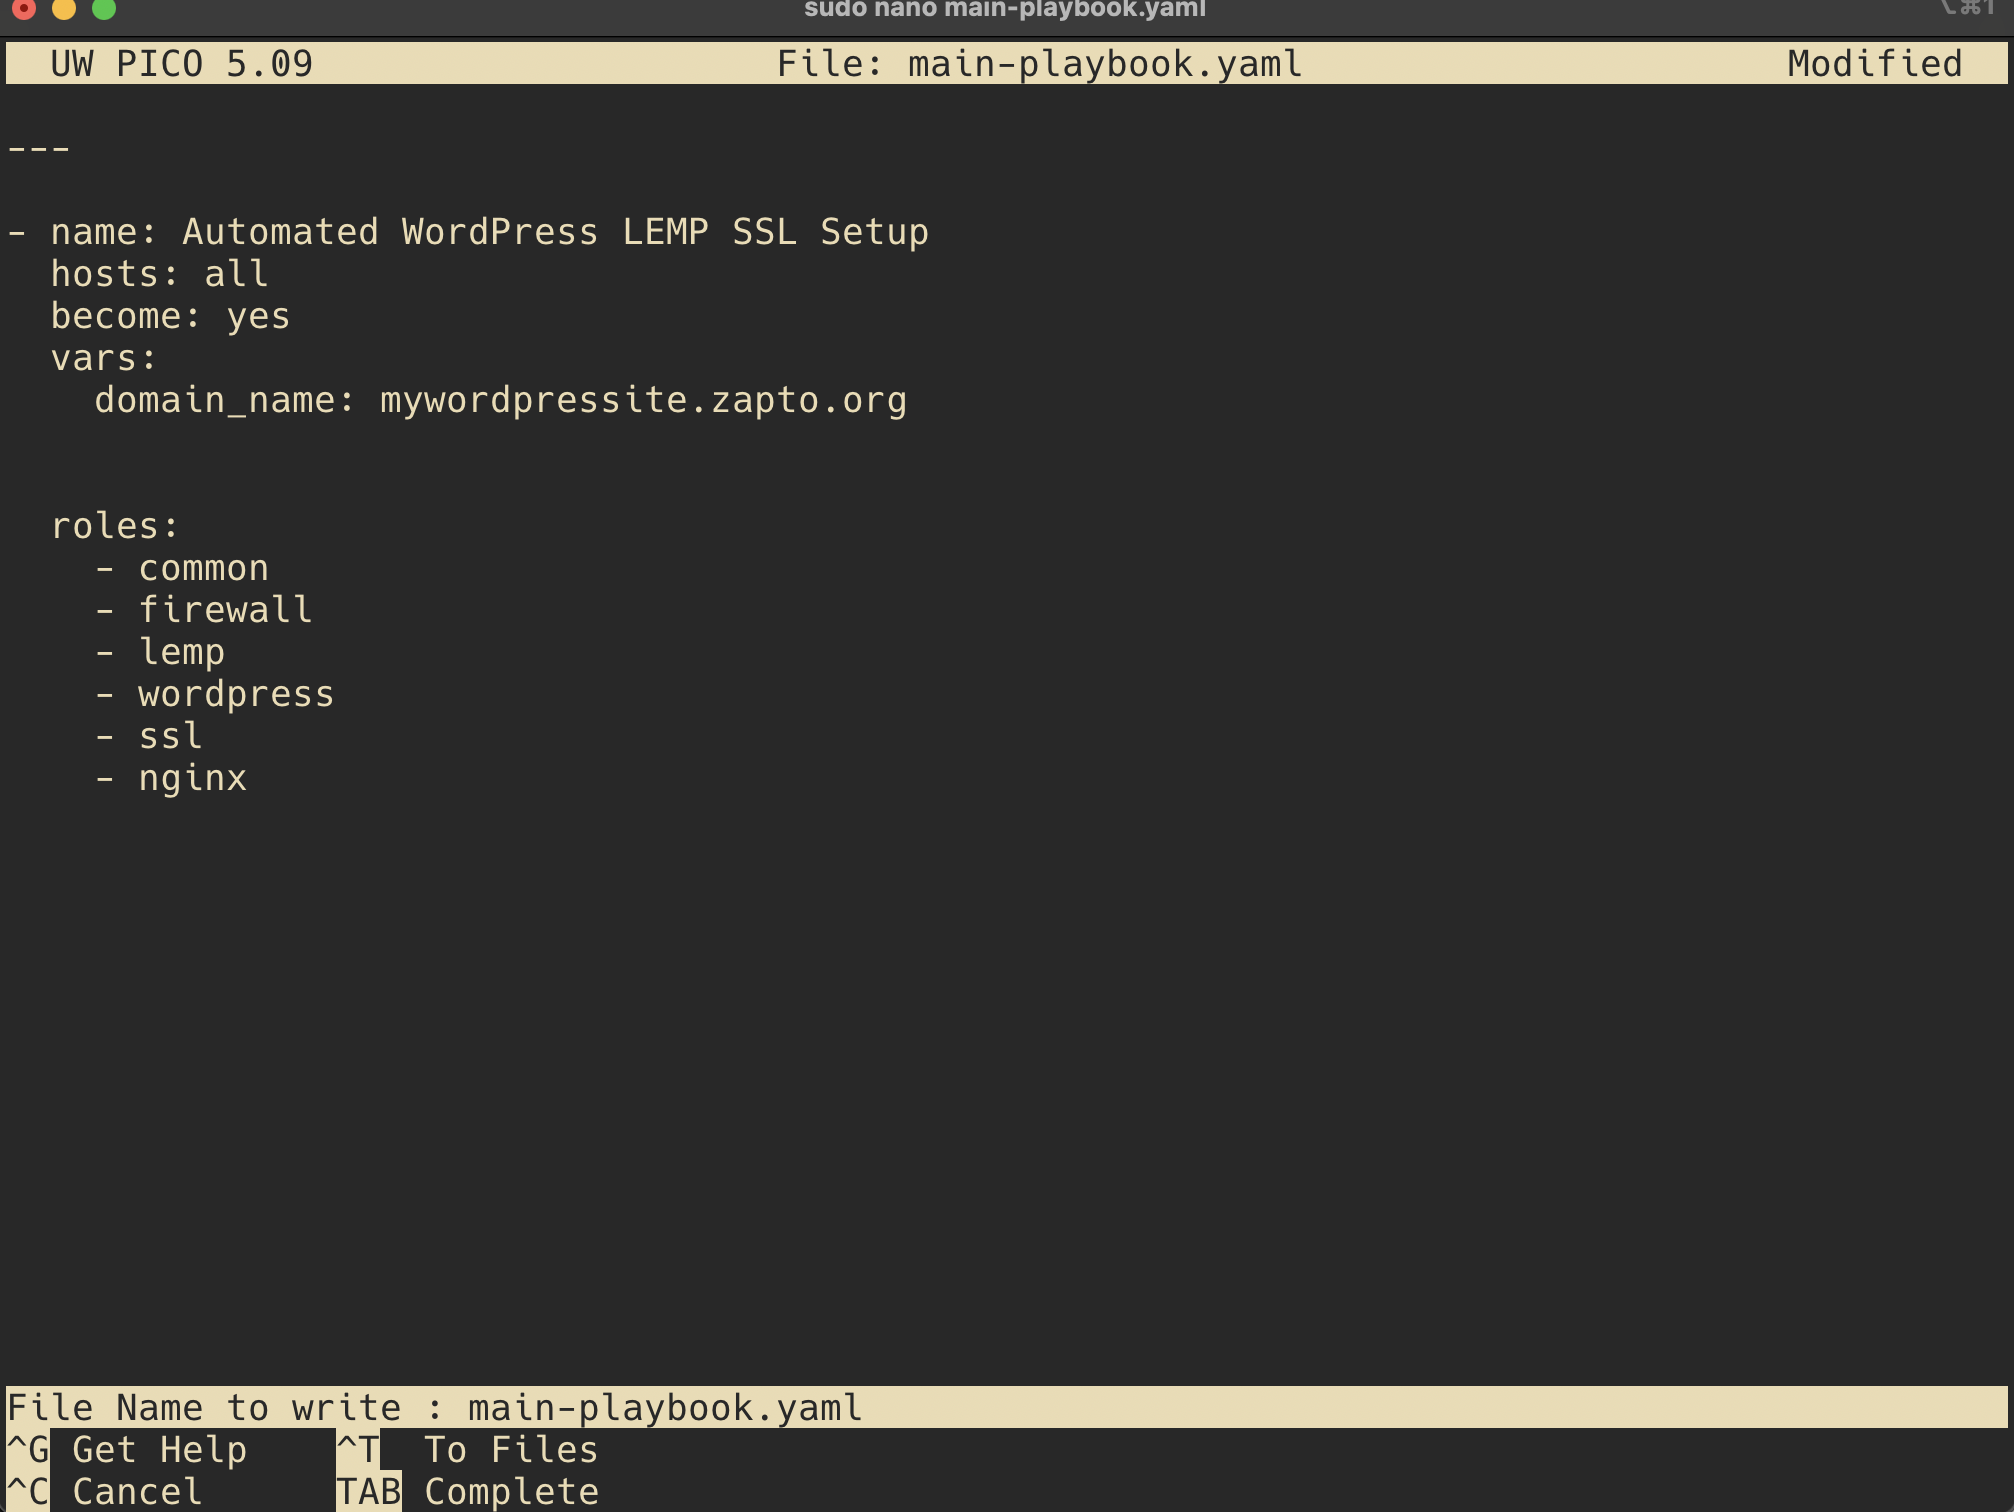 sudo nano main-playbook.yaml ⌥⌘1
UW PICO 5.09 File: main-playbook.yaml Modified
---
- name: Automated WordPress LEMP SSL Setup
  hosts: all
  become: yes
  vars:
    domain_name: mywordpressite.zapto.org
  roles:
    - common
    - firewall
    - lemp
    - wordpress
    - ssl
    - nginx
File Name to write : main-playbook.yaml
^G Get Help ^T To Files
^C Cancel TAB Complete